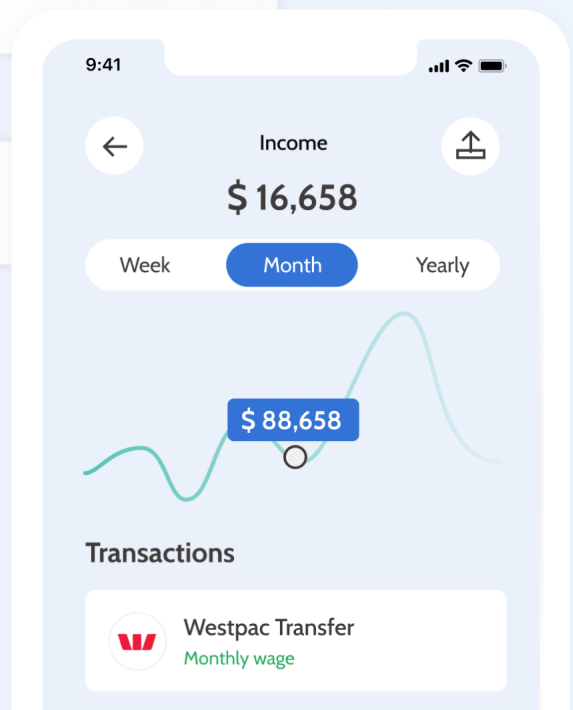 9:41
Income
$ 16,658
Week Month Yearly
$ 88,658
Transactions
Westpac Transfer
Monthly wage